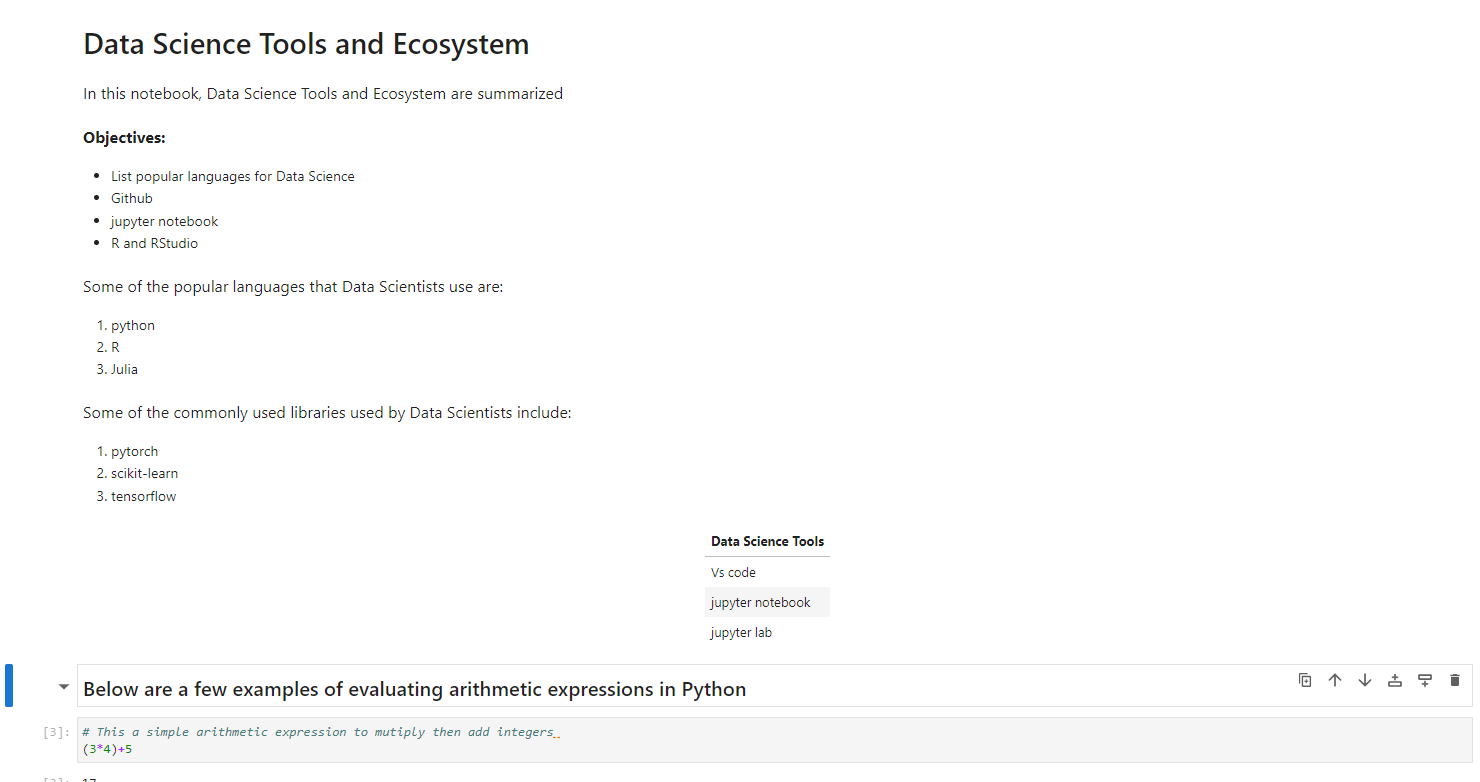 Data Science Tools and Ecosystem
In this notebook, Data Science Tools and Ecosystem are summarized
Objectives:
List popular languages for Data Science
Github
jupyter notebook
R and RStudio
Some of the popular languages that Data Scientists use are:
1. python
2. R
3. Julia
Some of the commonly used libraries used by Data Scientists include:
1. pytorch
2. scikit-learn
3. tensorflow
Data Science Tools
Vs code
jupyter notebook
jupyter lab
Below are a few examples of evaluating arithmetic expressions in Python
[3]: # This a simple arithmetic expression to mutiply then add integers
(3*4)+5
[3]: 17